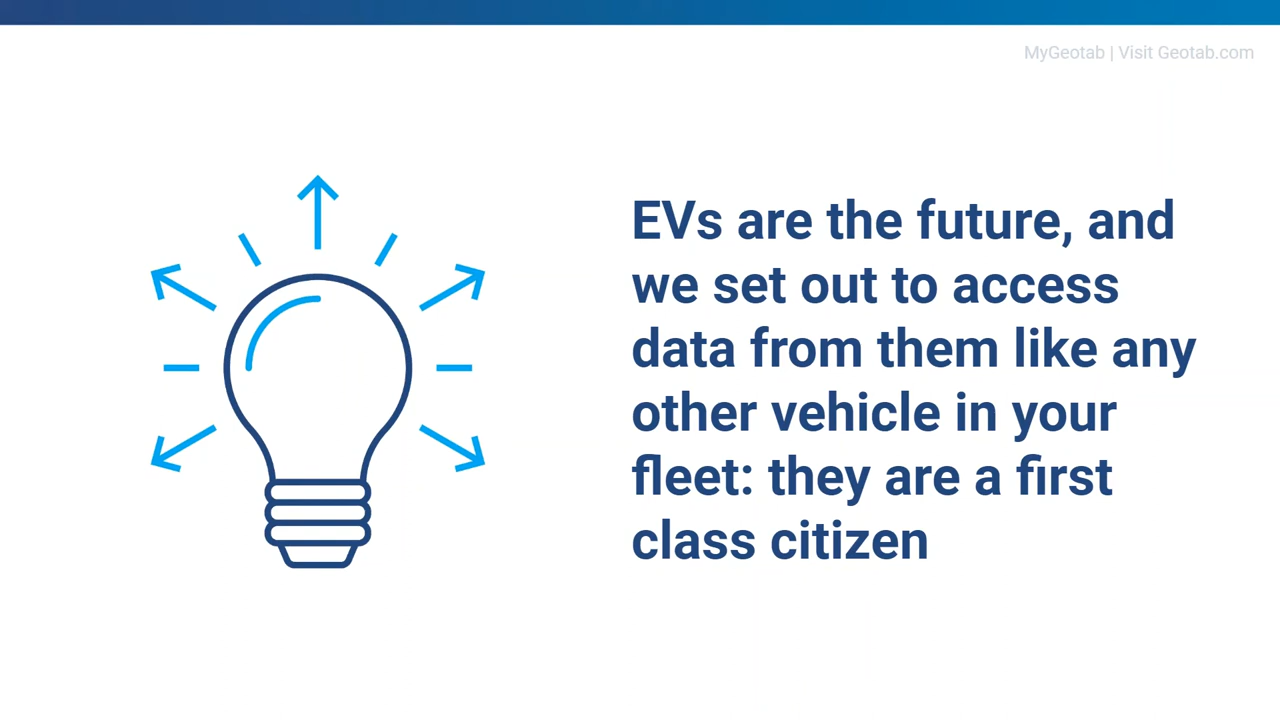 MyGeotab | Visit Geotab.com
EVs are the future, and
we set out to access
data from them like any
other vehicle in your
fleet: they are a first
class citizen